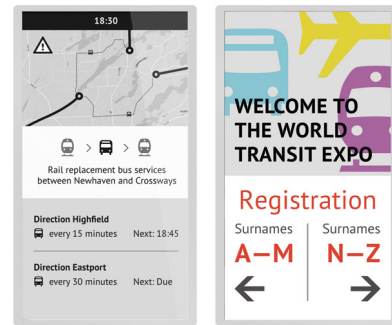 18:30
Rail replacement bus services
between Newhaven and Crossways
Direction Highfield
every 15 minutes Next: 18:45
Direction Eastport
every 30 minutes Next: Due
WELCOME TO
THE WORLD
TRANSIT EXPO
Registration
Surnames
A–M
Surnames
N–Z